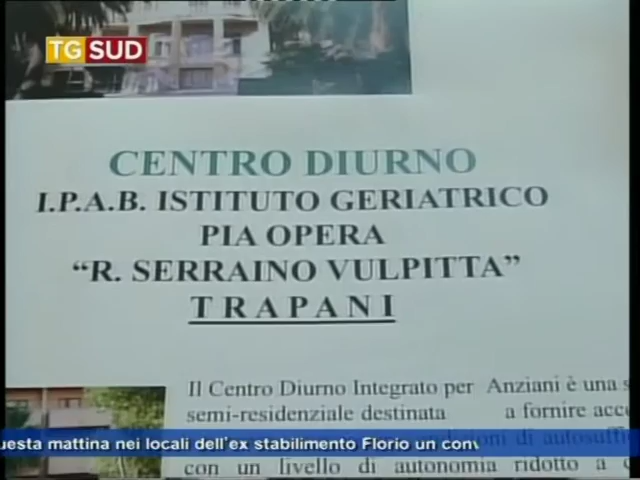 TG SUD
CENTRO DIURNO
I.P.A.B. ISTITUTO GERIATRICO
PIA OPERA
“R. SERRAINO VULPITTA”
TRAPANI
Il Centro Diurno Integrato per Anziani è una s
semi-residenziale destinata a fornire acc
uesta mattina nei locali dell'ex stabilimento Florio un conv
con un livello di autonomia ridotto a c